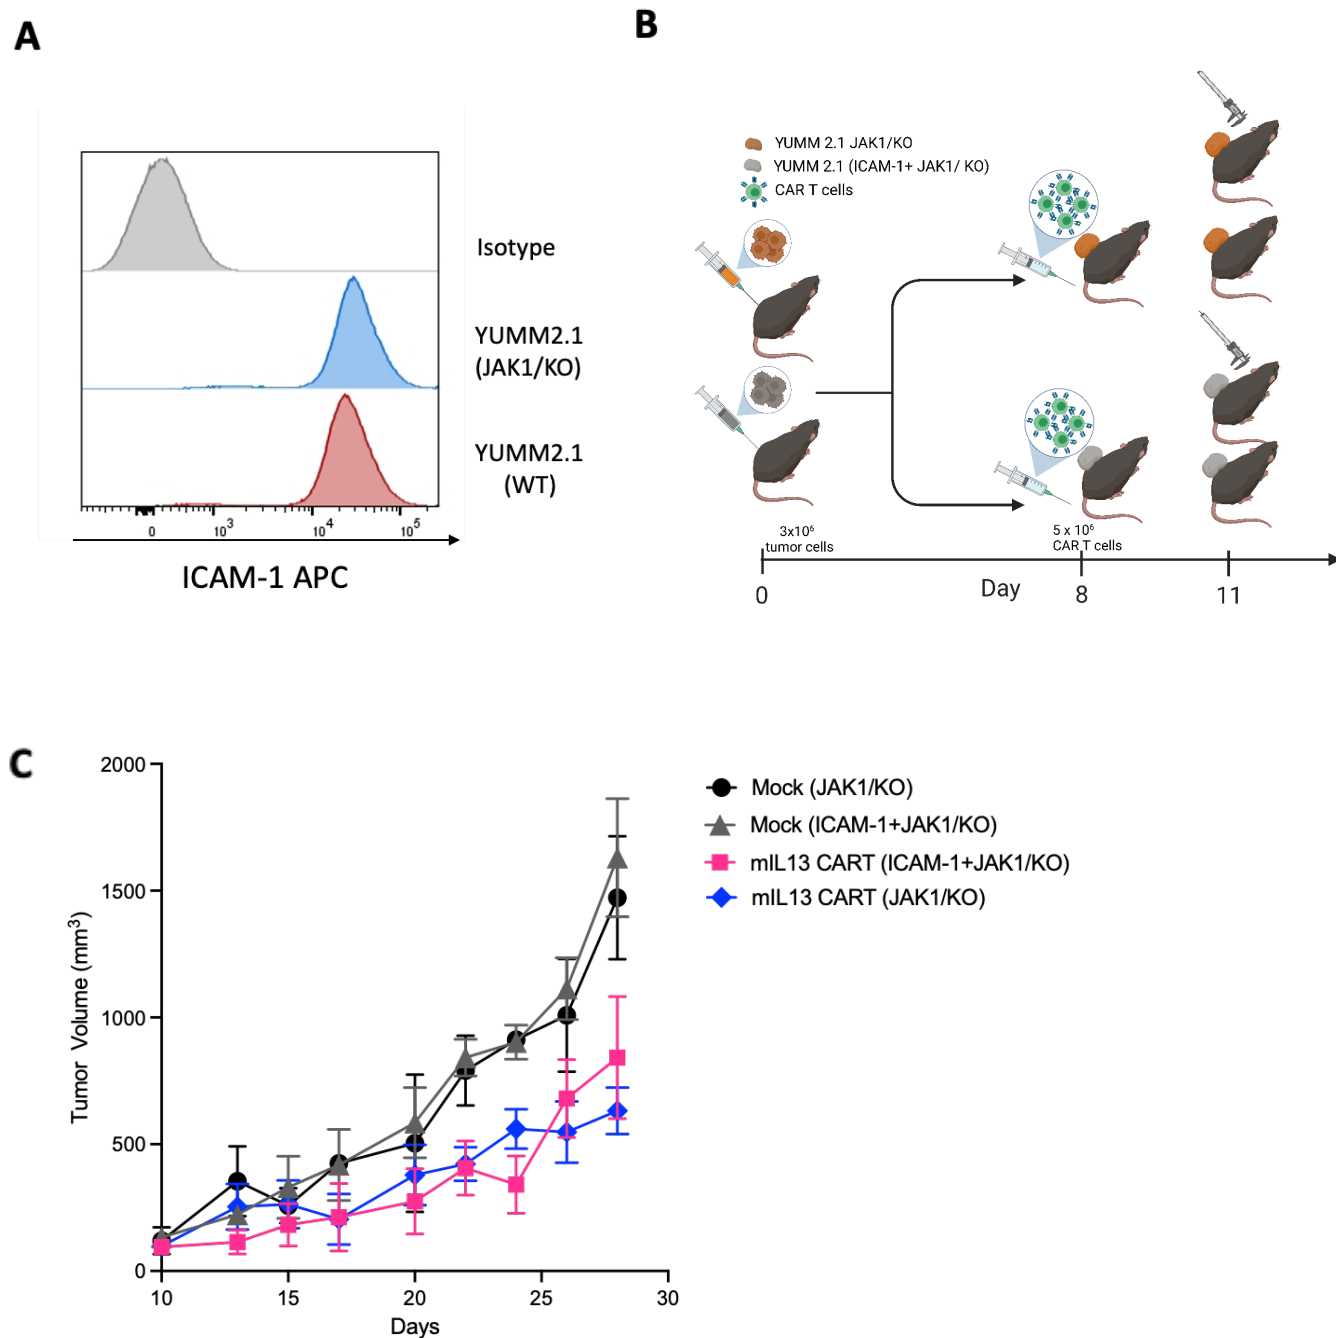 A
Isotype
YUMM2.1
(JAK1/KO)
YUMM2.1
(WT)
0 10³ 10⁴ 10⁵
ICAM-1 APC
B
YUMM 2.1 JAK1/KO
YUMM 2.1 (ICAM-1+ JAK1/ KO)
CAR T cells
3x10⁶
tumor cells
5 x 10⁶
CAR T cells
0 Day 8 11
C
2000
1500
1000
500
0
Tumor Volume (mm³)
10 15 20 25 30
Days
Mock (JAK1/KO)
Mock (ICAM-1+JAK1/KO)
mIL13 CART (ICAM-1+JAK1/KO)
mIL13 CART (JAK1/KO)